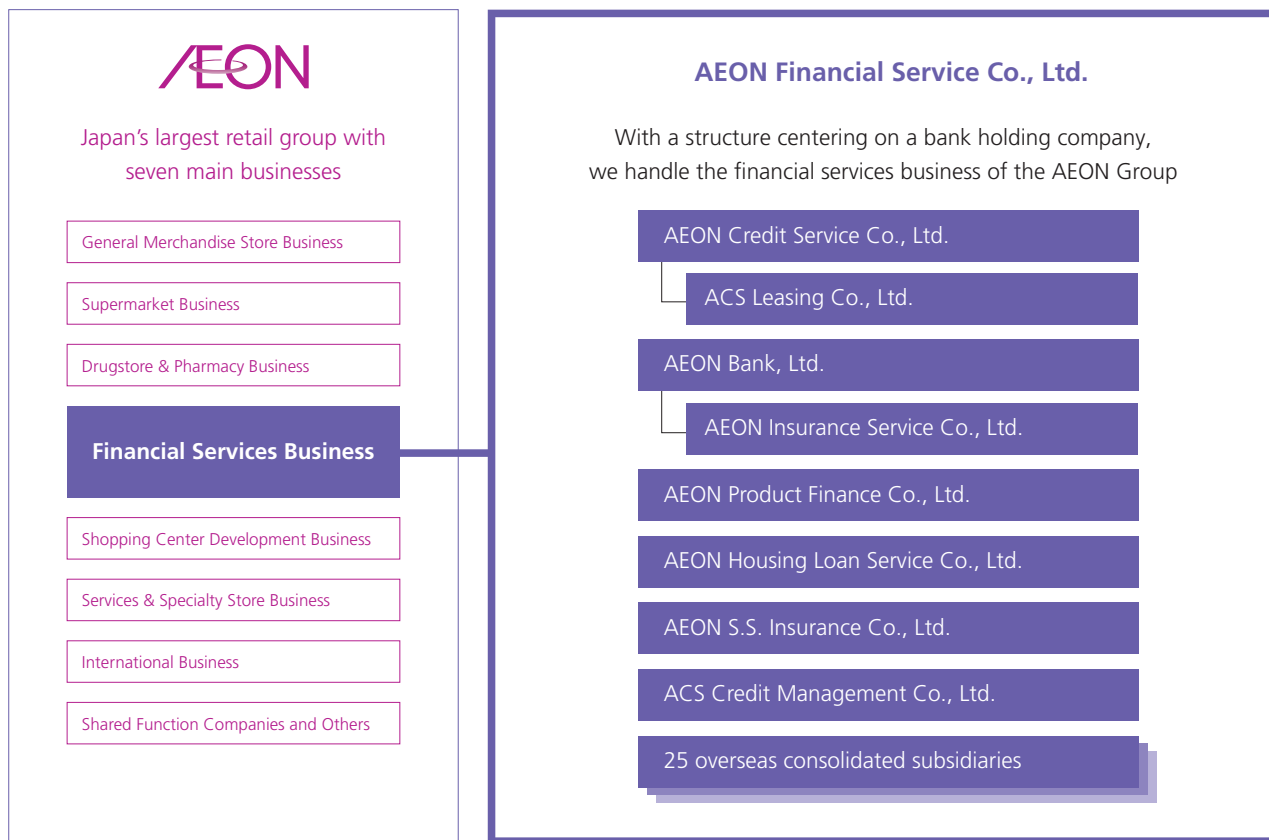 ÆON
Japan’s largest retail group with
seven main businesses
General Merchandise Store Business
Supermarket Business
Drugstore & Pharmacy Business
Financial Services Business
Shopping Center Development Business
Services & Specialty Store Business
International Business
Shared Function Companies and Others
AEON Financial Service Co., Ltd.
With a structure centering on a bank holding company,
we handle the financial services business of the AEON Group
AEON Credit Service Co., Ltd.
ACS Leasing Co., Ltd.
AEON Bank, Ltd.
AEON Insurance Service Co., Ltd.
AEON Product Finance Co., Ltd.
AEON Housing Loan Service Co., Ltd.
AEON S.S. Insurance Co., Ltd.
ACS Credit Management Co., Ltd.
25 overseas consolidated subsidiaries